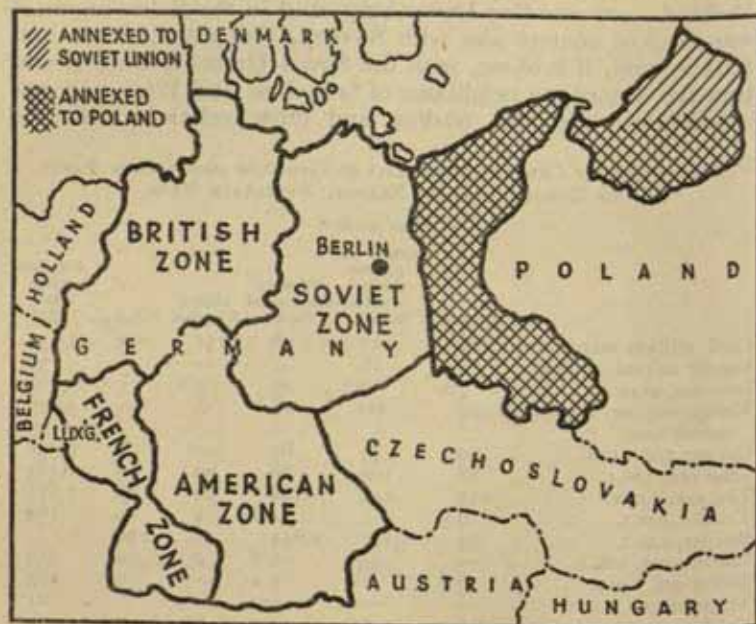 ANNEXED TO
SOVIET UNION
ANNEXED
TO POLAND
DENMARK
HOLLAND
BELGIUM
LUXG.
BRITISH
ZONE
BERLIN
SOVIET
ZONE
GERMANY
POLAND
FRENCH
ZONE
AMERICAN
ZONE
CZECHOSLOVAKIA
AUSTRIA
HUNGARY